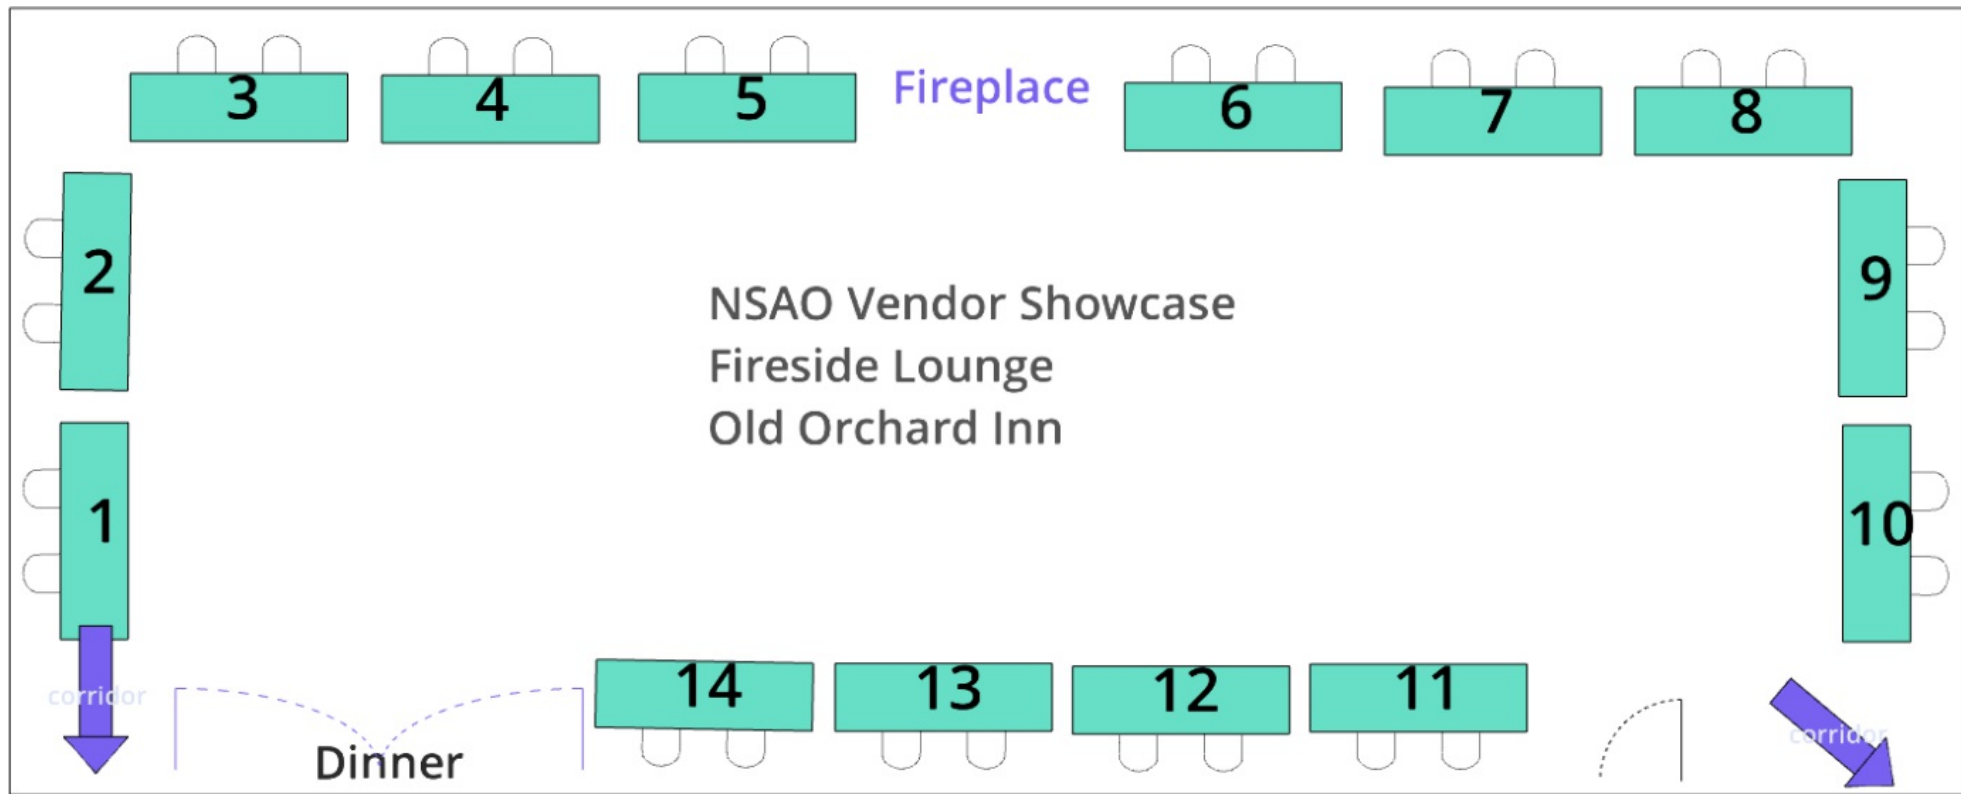 3 4 5 Fireplace 6 7 8
2 9
NSAO Vendor Showcase
Fireside Lounge
Old Orchard Inn
1 10
14 13 12 11
corridor
corridor
Dinner